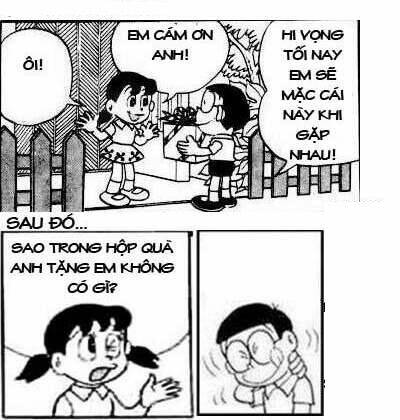 ÔI!
EM CẢM ƠN
ANH!
HI VỌNG
TỐI NAY
EM SẼ
MẶC CÁI
NÀY KHI
GẶP
NHAU!
SAU ĐÓ...
SAO TRONG HỘP QUÀ
ANH TẶNG EM KHÔNG
CÓ GÌ?